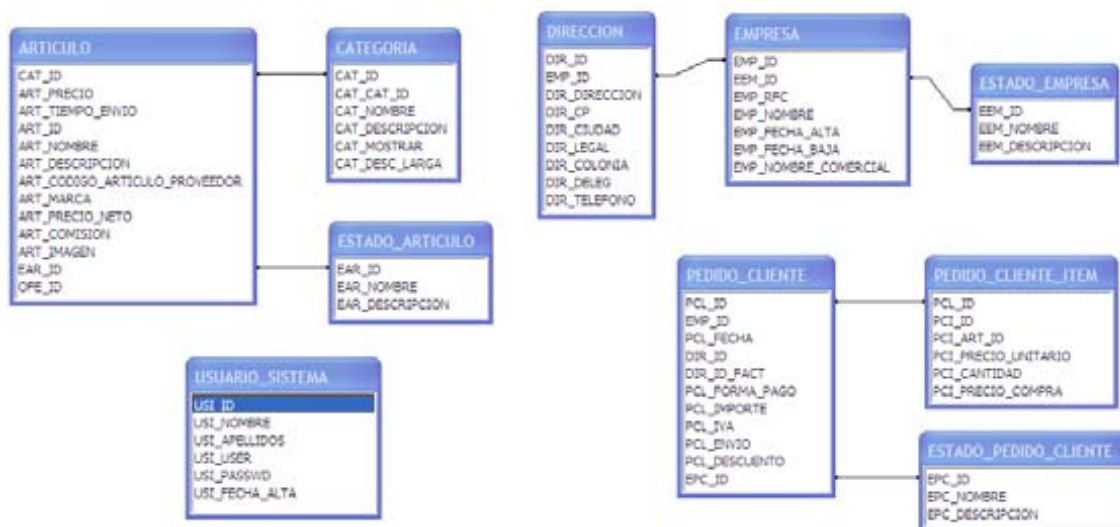 ARTICULO
CAT_ID
ART_PRECIO
ART_TIEMPO_ENVIO
ART_ID
ART_NOMBRE
ART_DESCRIPCION
ART_CODIGO_ARTICULO_PROVEEDOR
ART_MARCA
ART_PRECIO_NETO
ART_COMISION
ART_IMAGEN
EAR_ID
OFE_ID
CATEGORIA
CAT_ID
CAT_CAT_ID
CAT_NOMBRE
CAT_DESCRIPCION
CAT_MOSTRAR
CAT_DESC_LARGA
ESTADO_ARTICULO
EAR_ID
EAR_NOMBRE
EAR_DESCRIPCION
USUARIO_SISTEMA
USI_ID
USI_NOMBRE
USI_APELLIDOS
USI_USER
USI_PASSWD
USI_FECHA_ALTA
DIRECCION
DIR_ID
EMP_ID
DIR_DIRECCION
DIR_CP
DIR_CIUDAD
DIR_LEGAL
DIR_COLONIA
DIR_DELEG
DIR_TELEFONO
EMPRESA
EMP_ID
EEM_ID
EMP_RFC
EMP_NOMBRE
EMP_FECHA_ALTA
EMP_FECHA_BAJA
EMP_NOMBRE_COMERCIAL
ESTADO_EMPRESA
EEM_ID
EEM_NOMBRE
EEM_DESCRIPCION
PEDIDO_CLIENTE
PCL_ID
EMP_ID
PCL_FECHA
DIR_ID
DIR_ID_FACT
PCL_FORMA_PAGO
PCL_IMPORTE
PCL_IVA
PCL_ENVIO
PCL_DESCUENTO
EPC_ID
PEDIDO_CLIENTE_ITEM
PCL_ID
PCI_ID
PCI_ART_ID
PCI_PRECIO_UNITARIO
PCI_CANTIDAD
PCI_PRECIO_COMPRA
ESTADO_PEDIDO_CLIENTE
EPC_ID
EPC_NOMBRE
EPC_DESCRIPCION